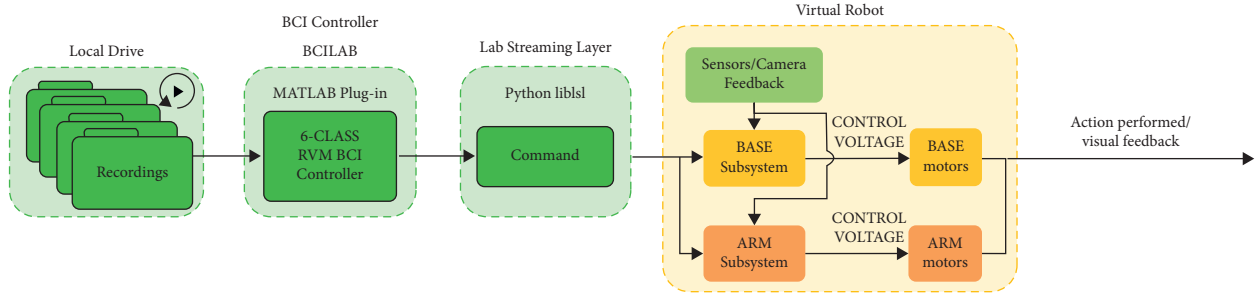 Local Drive
Recordings
BCI Controller
BCILAB
MATLAB Plug-in
6-CLASS
RVM BCI
Controller
Lab Streaming Layer
Python liblsl
Command
Virtual Robot
Sensors/Camera
Feedback
BASE
Subsystem
CONTROL
VOLTAGE
BASE
motors
ARM
Subsystem
CONTROL
VOLTAGE
ARM
motors
Action performed/
visual feedback